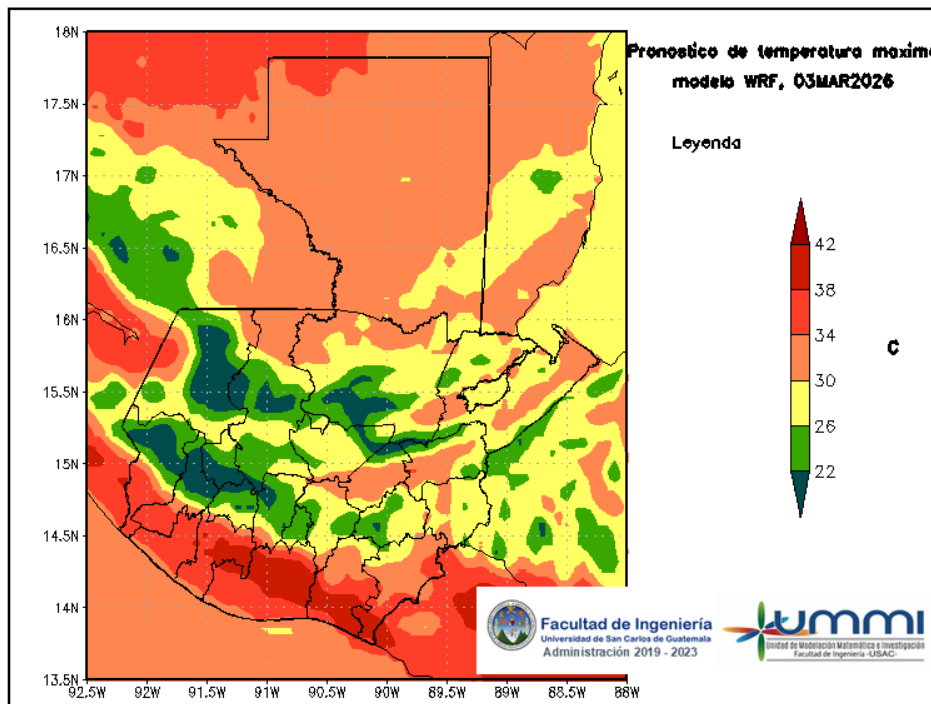 Pronostico de temperatura maxima
modelo WRF, 03MAR2026
Leyenda
42
38
34
30
26
22
C
18N
17.5N
17N
16.5N
16N
15.5N
15N
14.5N
14N
13.5N
92.5W
92W
91.5W
91W
90.5W
90W
89.5W
89W
88.5W
88W
Facultad de Ingeniería
Universidad de San Carlos de Guatemala
Administración 2019 - 2023
ummi
Unidad de Modelación Matemática e Investigación
Facultad de Ingeniería -USAC-